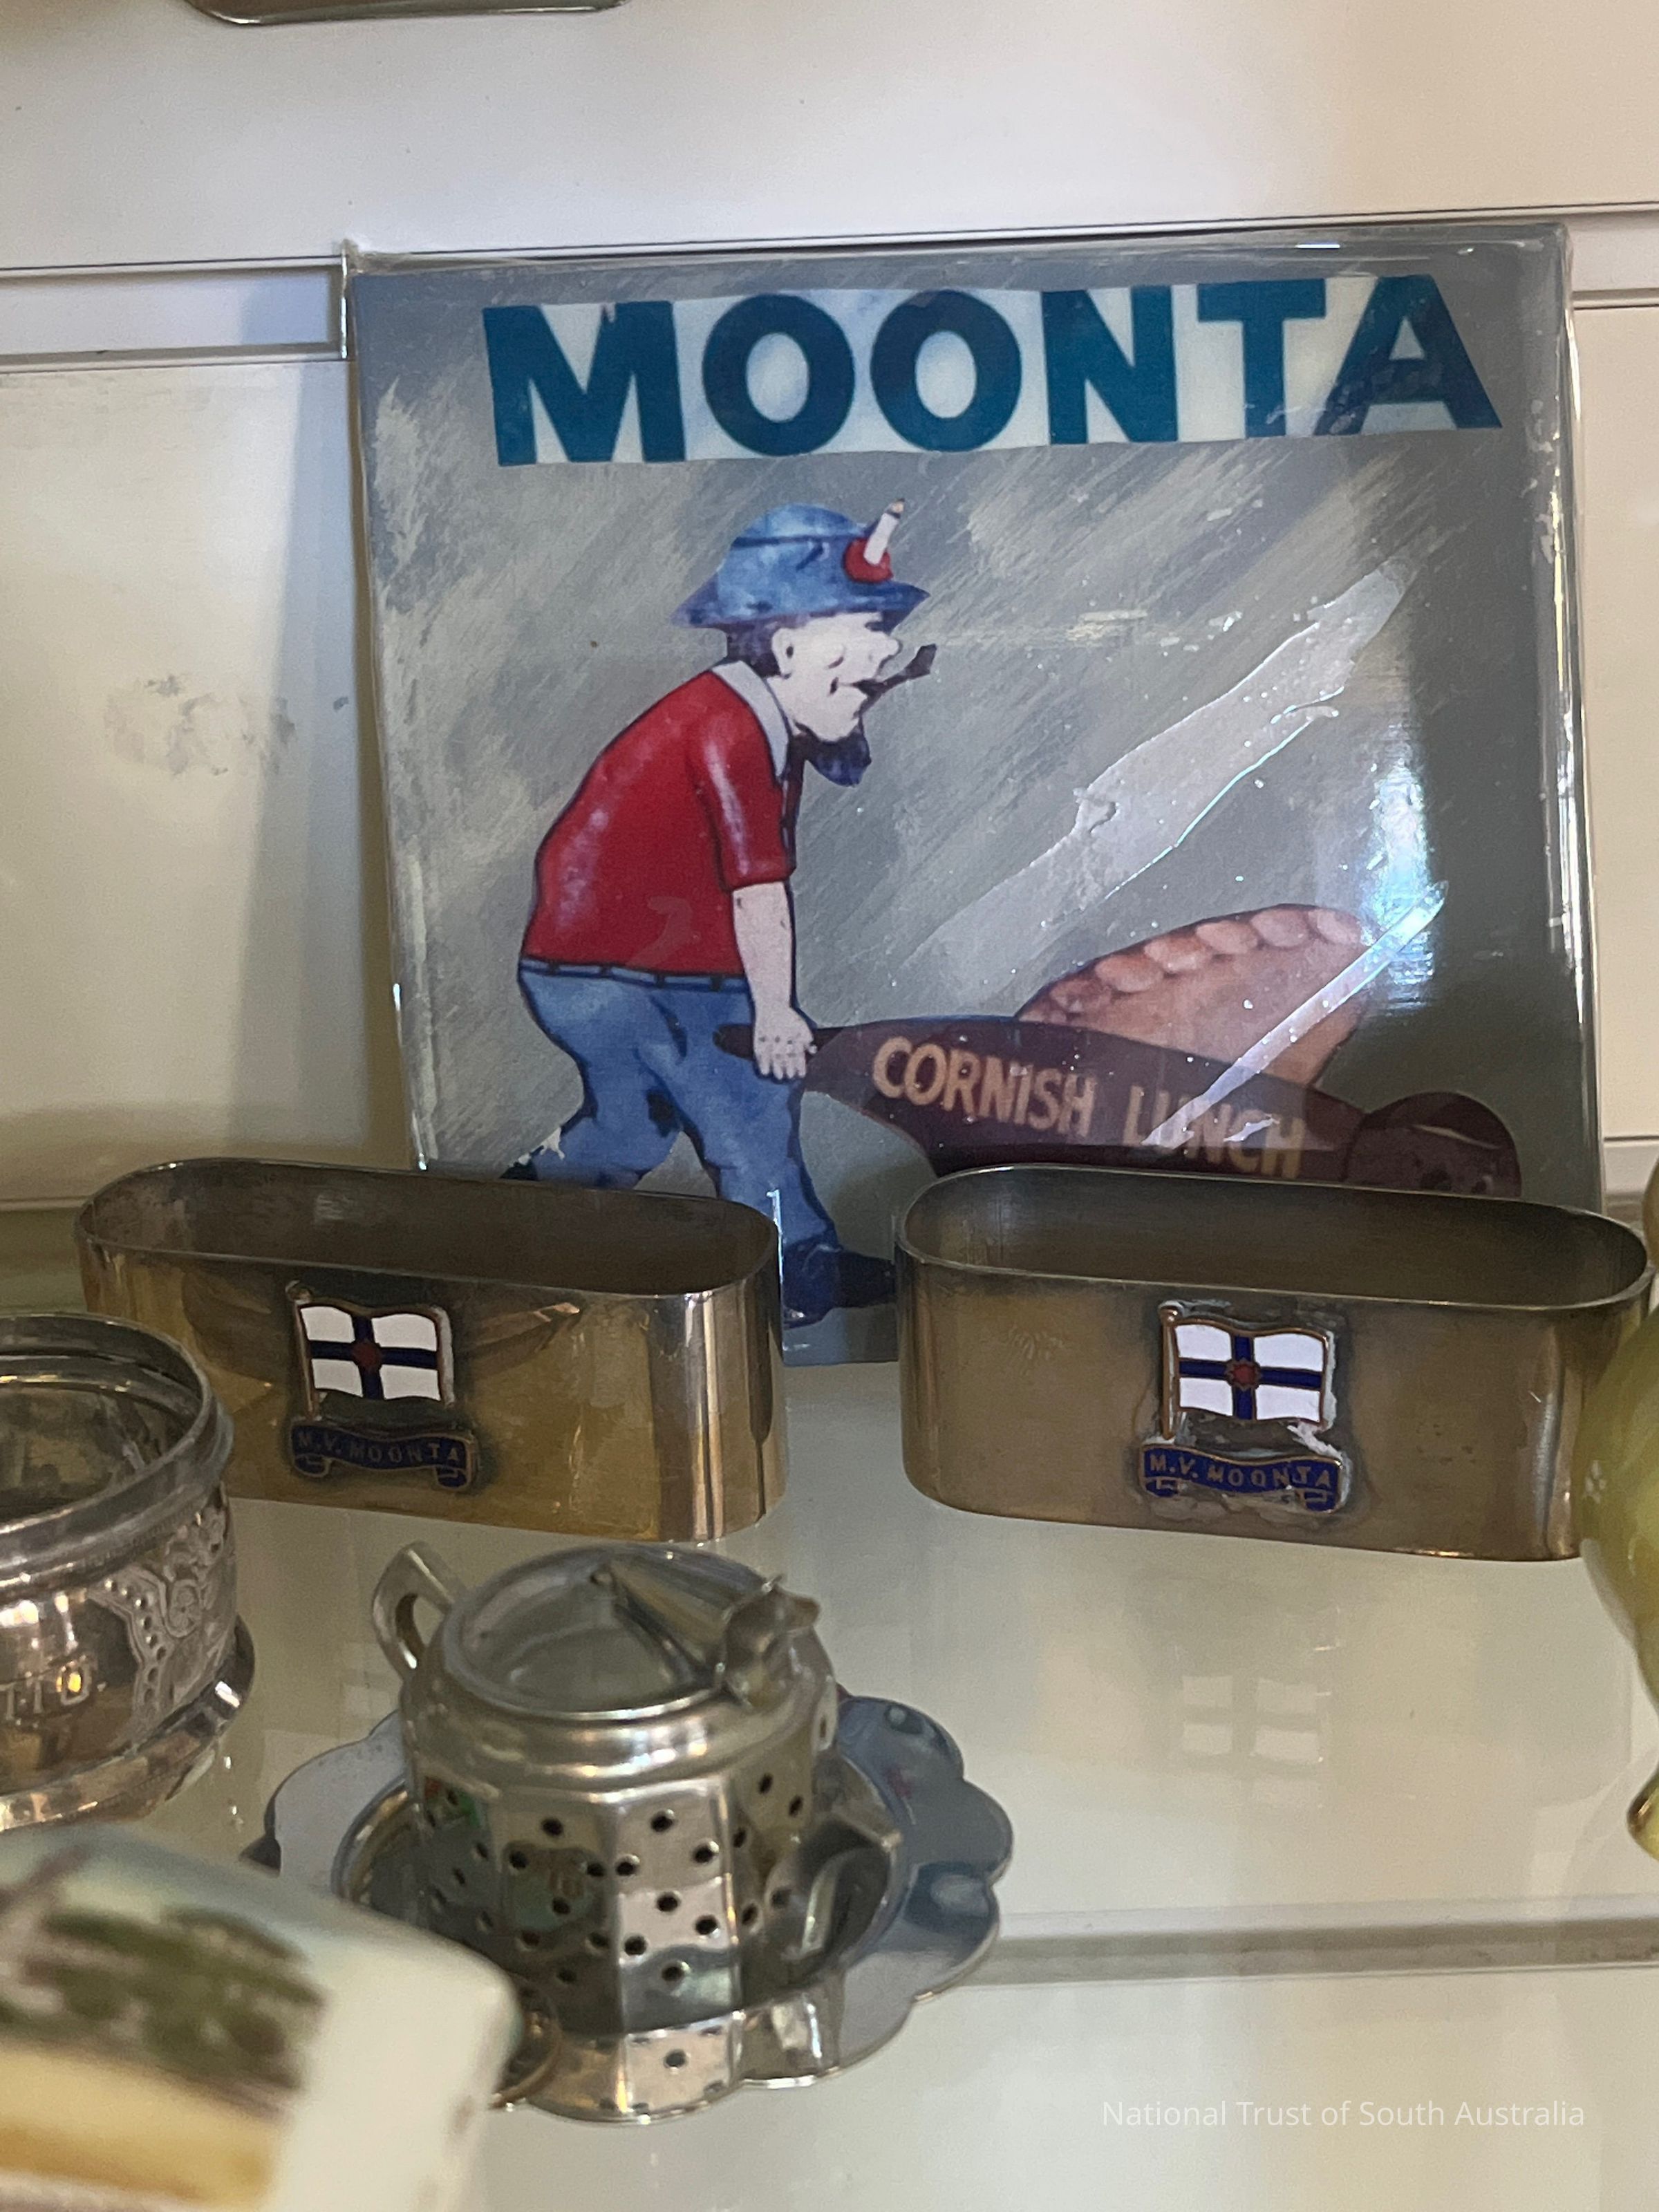 MOONTA
CORNISH LUNCH
M.V. MOONTA
M.V. MOONTA
National Trust of South Australia